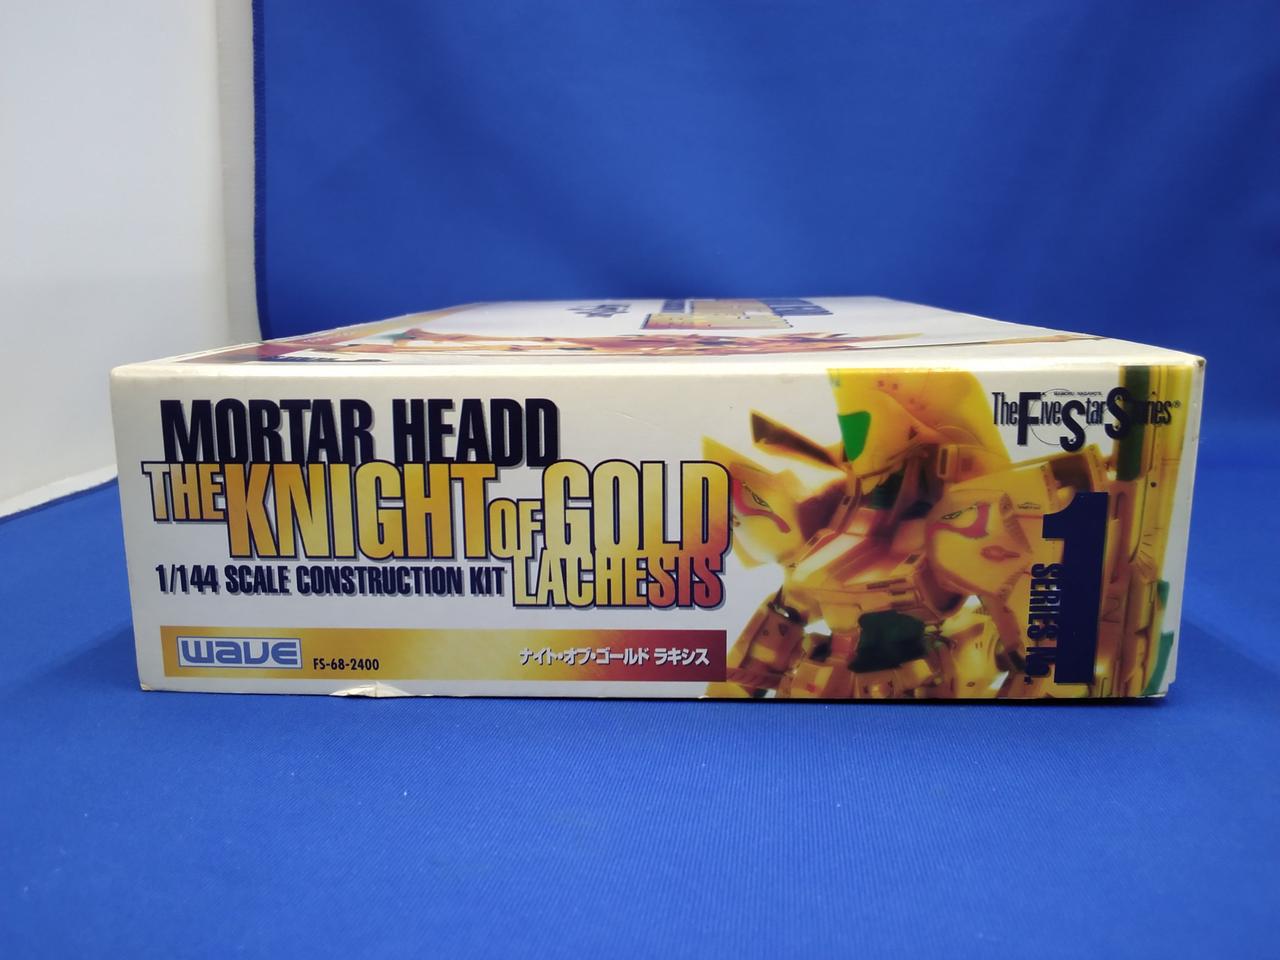 MORTAR HEADD
THE KNIGHT OF GOLD
LACHESIS
1/144 SCALE CONSTRUCTION KIT
wave
FS-68-2400
ナイト・オブ・ゴールド ラキシス
The Five Star Stories®
SERIES No.
1